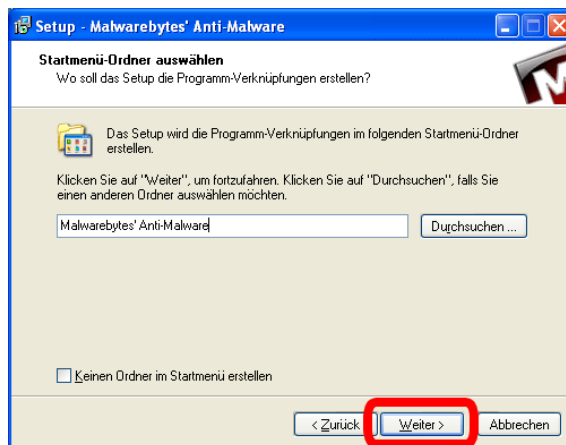 Setup - Malwarebytes' Anti-Malware
Startmenü-Ordner auswählen
Wo soll das Setup die Programm-Verknüpfungen erstellen?
Das Setup wird die Programm-Verknüpfungen im folgenden Startmenü-Ordner
erstellen.
Klicken Sie auf "Weiter", um fortzufahren. Klicken Sie auf "Durchsuchen", falls Sie
einen anderen Ordner auswählen möchten.
Malwarebytes' Anti-Malware
Durchsuchen ...
Keinen Ordner im Startmenü erstellen
< Zurück
Weiter >
Abbrechen